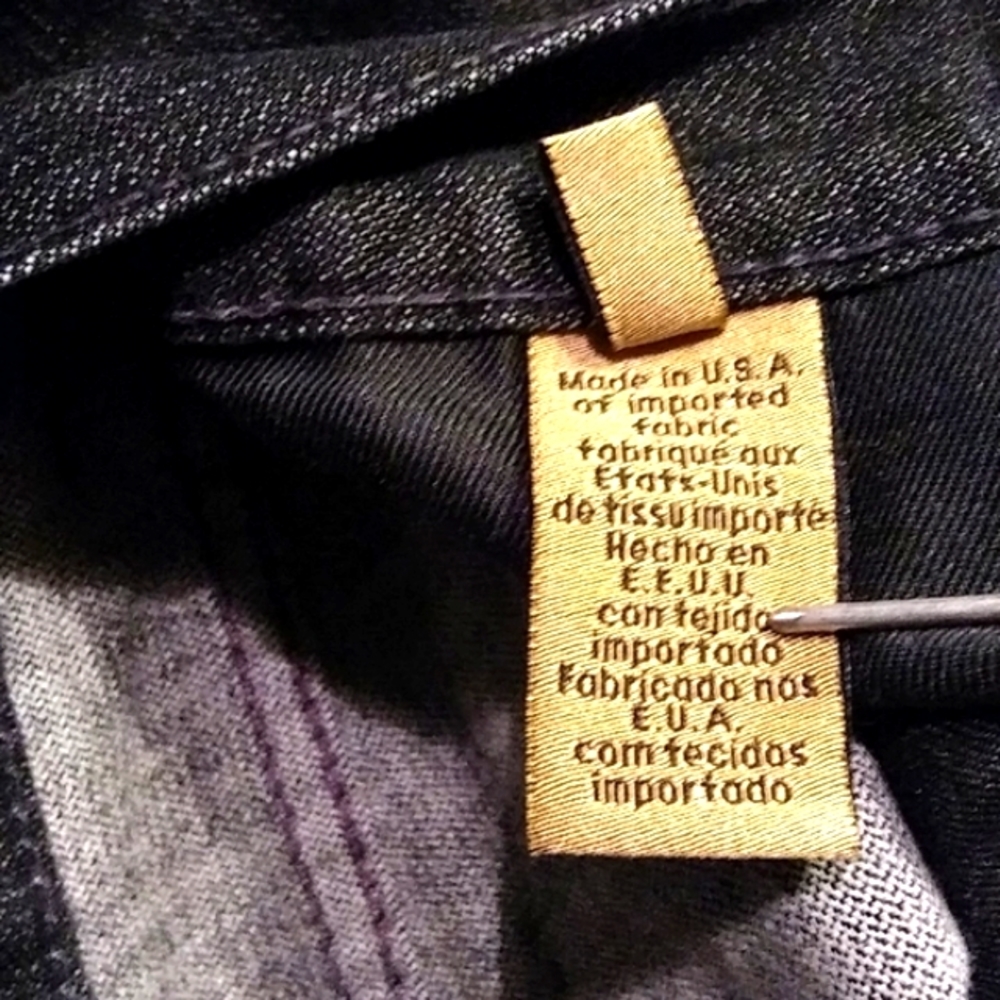 Made in U.S.A.
of imported
fabric
fabriqué aux
Etats-Unis
de tissu importé
Hecho en
E.E.U.U.
con tejido
importado
Fabricado nos
E.U.A.
com tecidos
importado